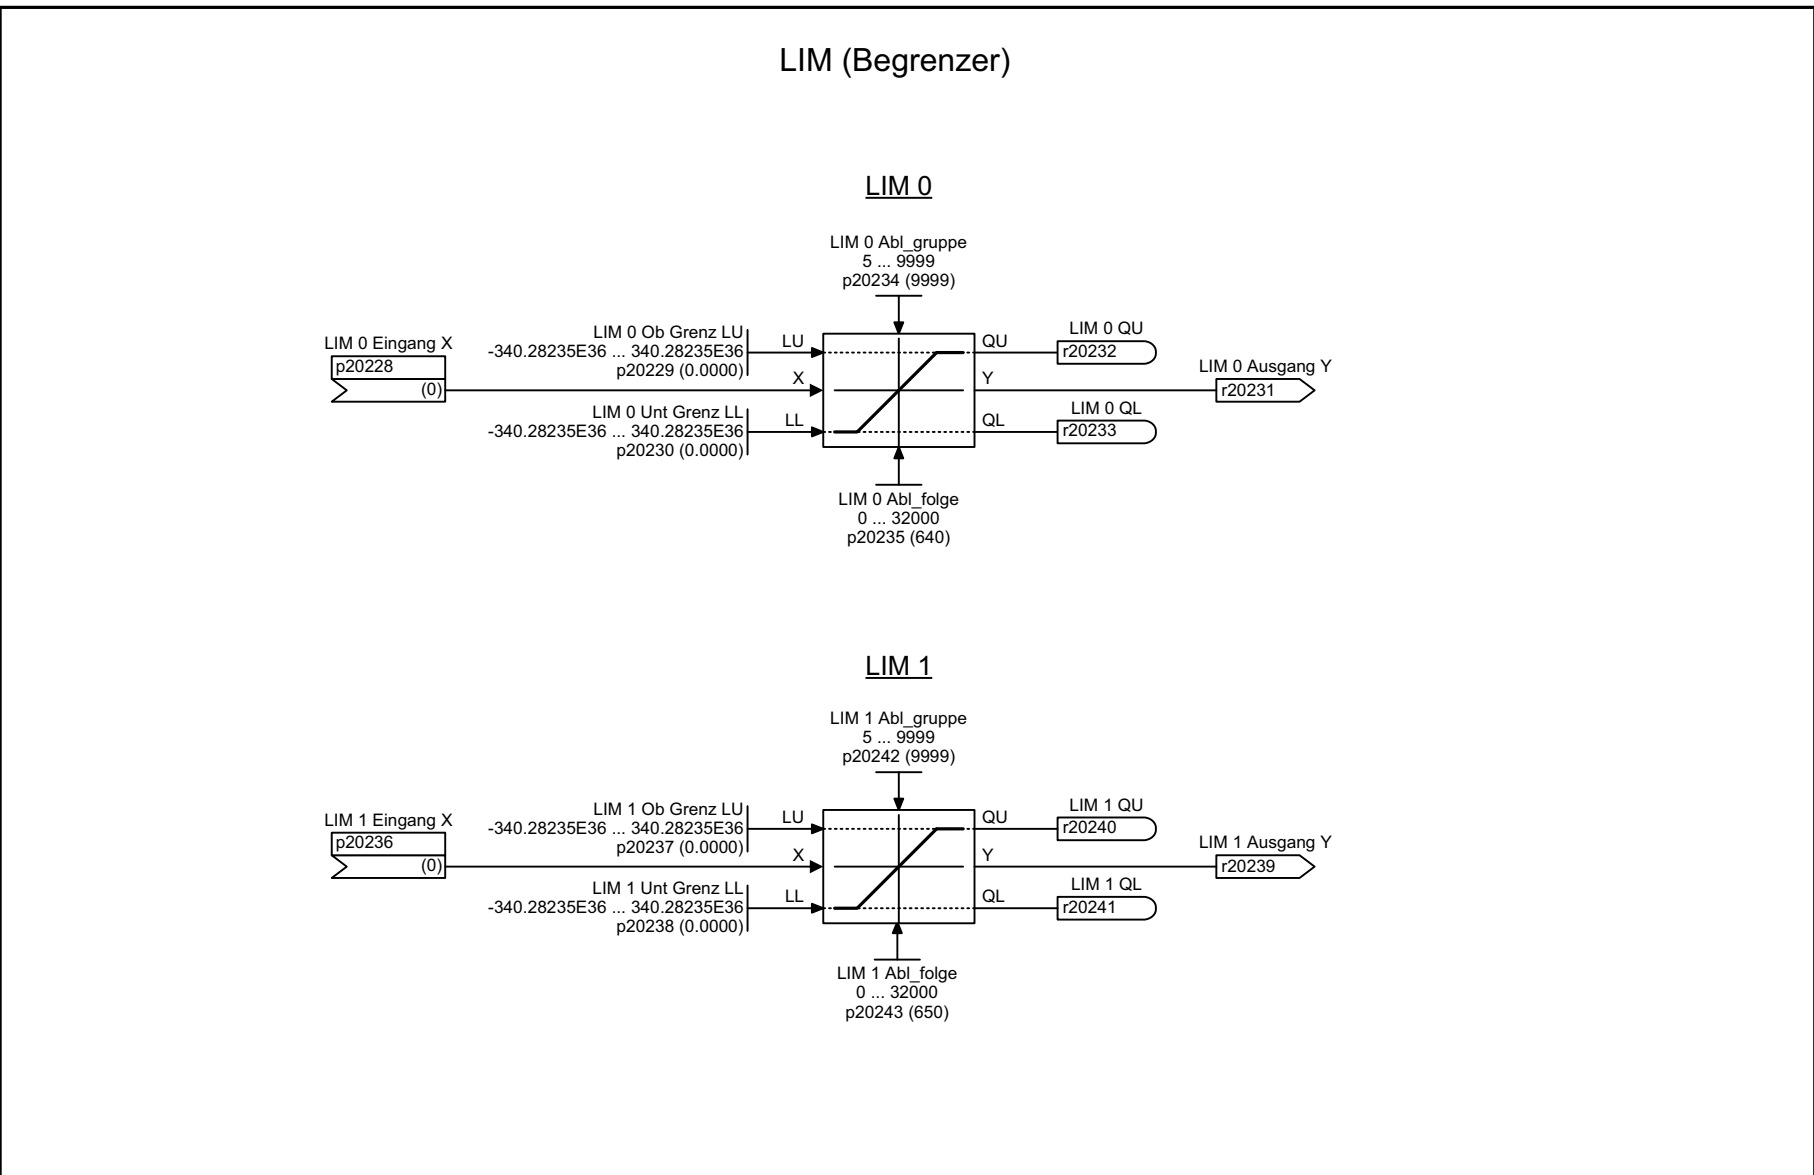 LIM (Begrenzer)
LIM 0
LIM 0 Abl_gruppe
5 ... 9999
p20234 (9999)
LIM 0 Eingang X
p20228
(0)
LIM 0 Ob Grenz LU
-340.28235E36 ... 340.28235E36
p20229 (0.0000)
LIM 0 Unt Grenz LL
-340.28235E36 ... 340.28235E36
p20230 (0.0000)
LU
X
LL
QU
Y
QL
LIM 0 QU
r20232
LIM 0 Ausgang Y
r20231
LIM 0 QL
r20233
LIM 0 Abl_folge
0 ... 32000
p20235 (640)
LIM 1
LIM 1 Abl_gruppe
5 ... 9999
p20242 (9999)
LIM 1 Eingang X
p20236
(0)
LIM 1 Ob Grenz LU
-340.28235E36 ... 340.28235E36
p20237 (0.0000)
LIM 1 Unt Grenz LL
-340.28235E36 ... 340.28235E36
p20238 (0.0000)
LU
X
LL
QU
Y
QL
LIM 1 QU
r20240
LIM 1 Ausgang Y
r20239
LIM 1 QL
r20241
LIM 1 Abl_folge
0 ... 32000
p20243 (650)